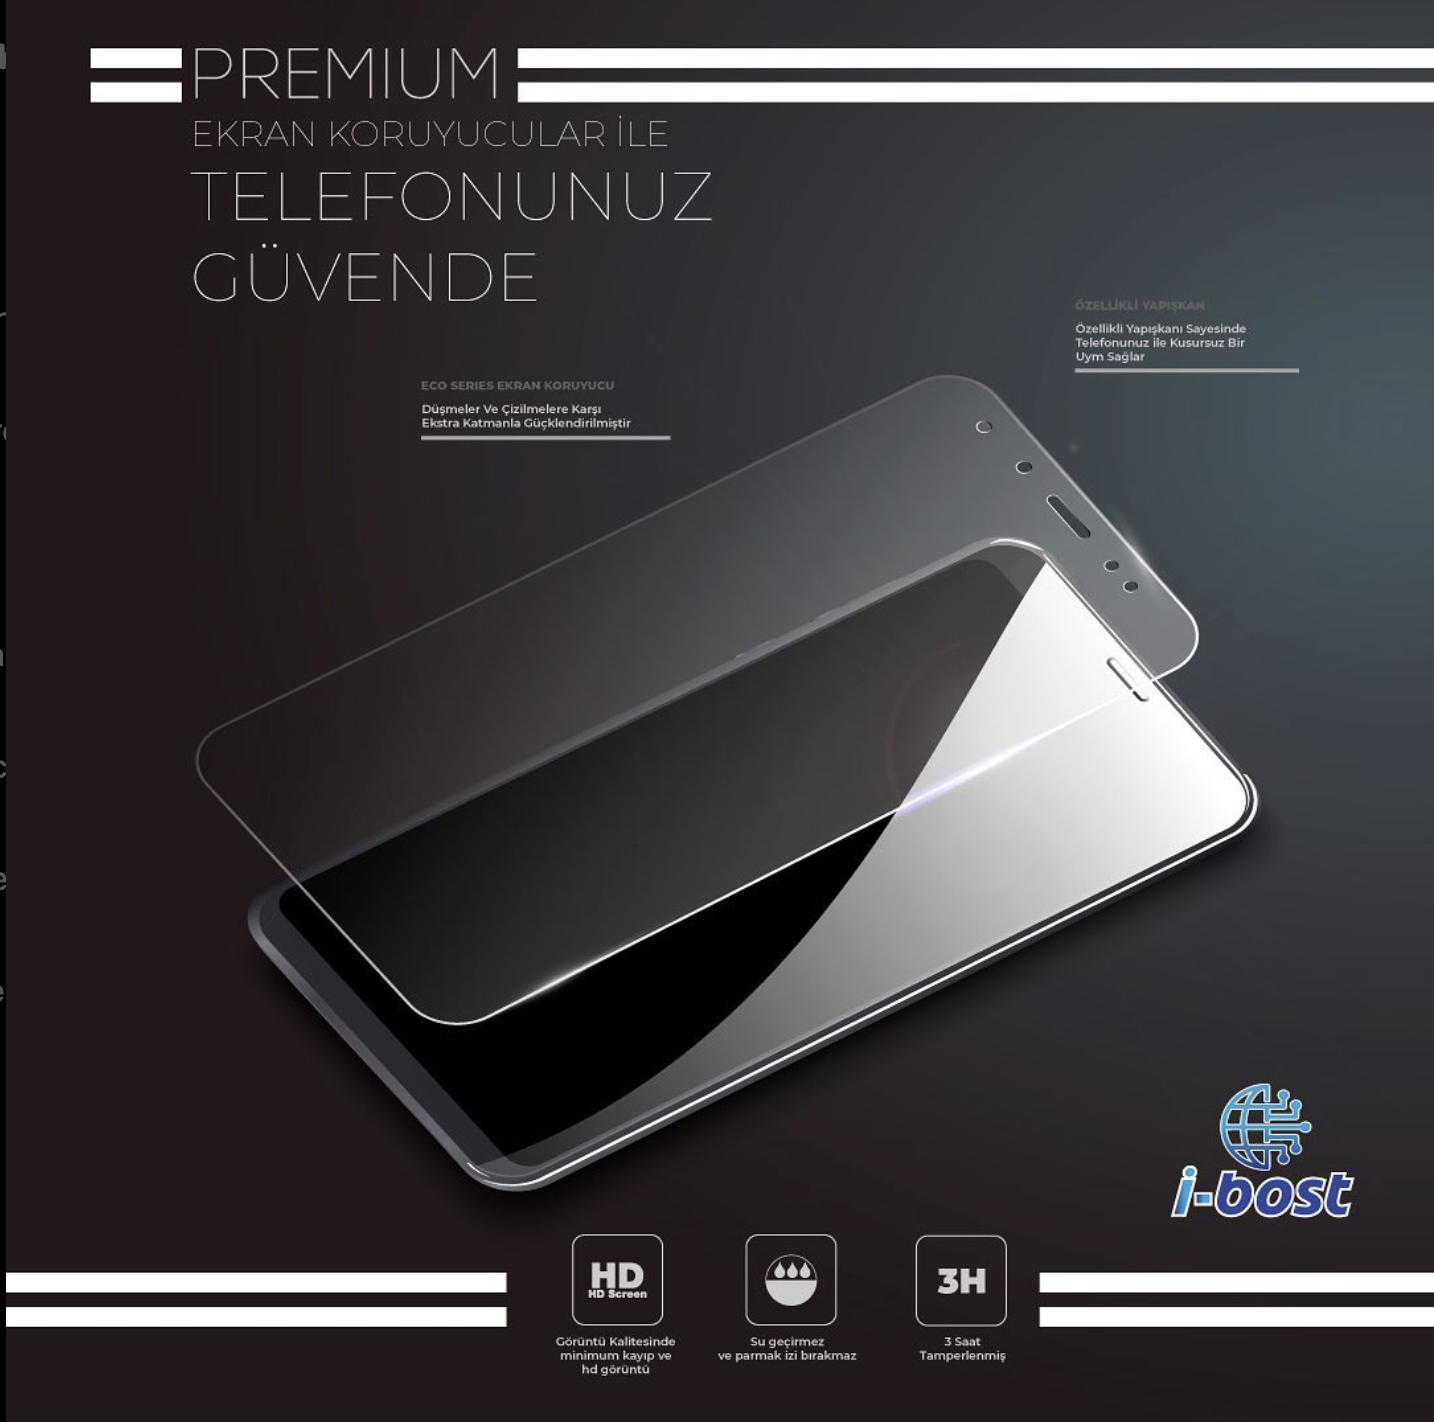 PREMIUM
EKRAN KORUYUCULAR İLE
TELEFONUNUZ
GÜVENDE
ÖZELLİKLİ YAPIŞKAN
Özellikli Yapışkanı Sayesinde
Telefonunuz ile Kusursuz Bir
Uym Sağlar
ECO SERIES EKRAN KORUYUCU
Düşmeler Ve Çizilmelere Karşı
Ekstra Katmanla Güçklendirilmiştir
i-bost
HD
HD Screen
Görüntü Kalitesinde
minimum kayıp ve
hd görüntü
Su geçirmez
ve parmak izi bırakmaz
3H
3 Saat
Tamperlenmiş